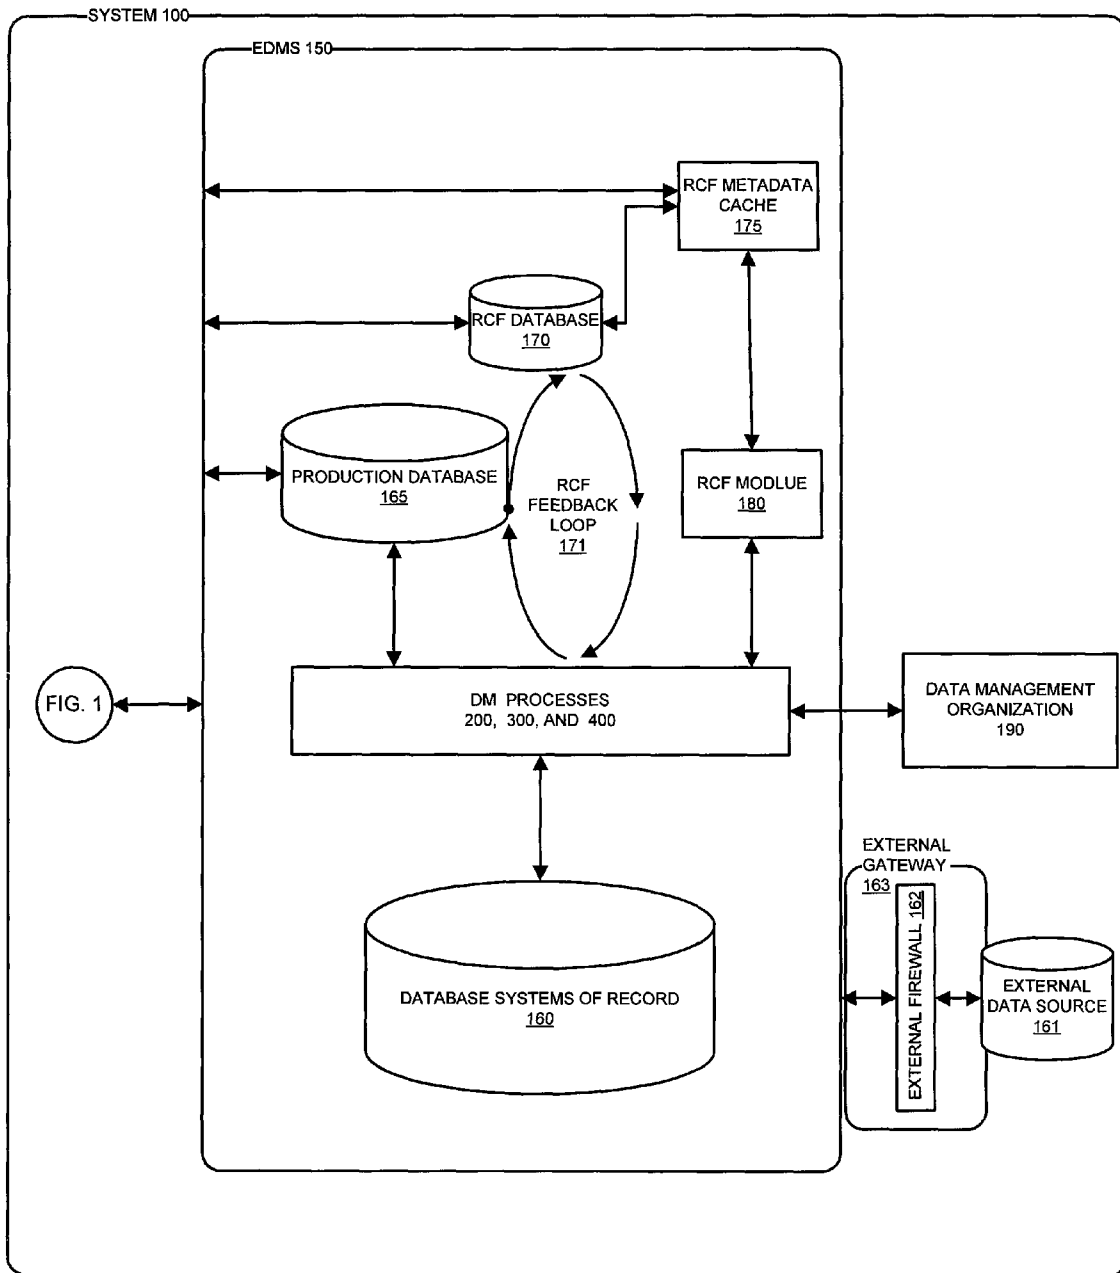 SYSTEM 100
EDMS 150
RCF METADATA
CACHE
175
RCF DATABASE
170
PRODUCTION DATABASE
165
RCF
FEEDBACK
LOOP
171
RCF MODLUE
180
FIG. 1
DM PROCESSES
200, 300, AND 400
DATA MANAGEMENT
ORGANIZATION
190
DATABASE SYSTEMS OF RECORD
160
EXTERNAL
GATEWAY
163
EXTERNAL FIREWALL 162
EXTERNAL
DATA SOURCE
161